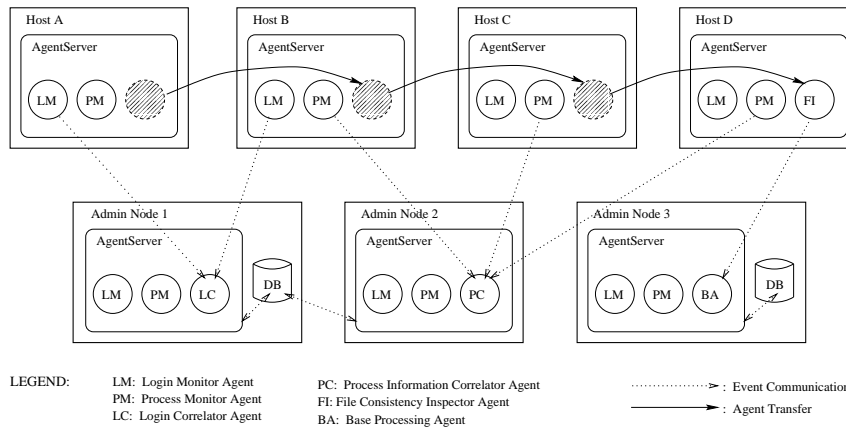 Host A
Host B
Host C
Host D
AgentServer
AgentServer
AgentServer
AgentServer
LM
PM
LM
PM
LM
PM
LM
PM
FI
Admin Node 1
Admin Node 2
Admin Node 3
AgentServer
AgentServer
AgentServer
LM
PM
LC
DB
LM
PM
PC
LM
PM
BA
DB
LEGEND:
LM: Login Monitor Agent
PM: Process Monitor Agent
LC: Login Correlator Agent
PC: Process Information Correlator Agent
FI: File Consistency Inspector Agent
BA: Base Processing Agent
: Event Communication
: Agent Transfer